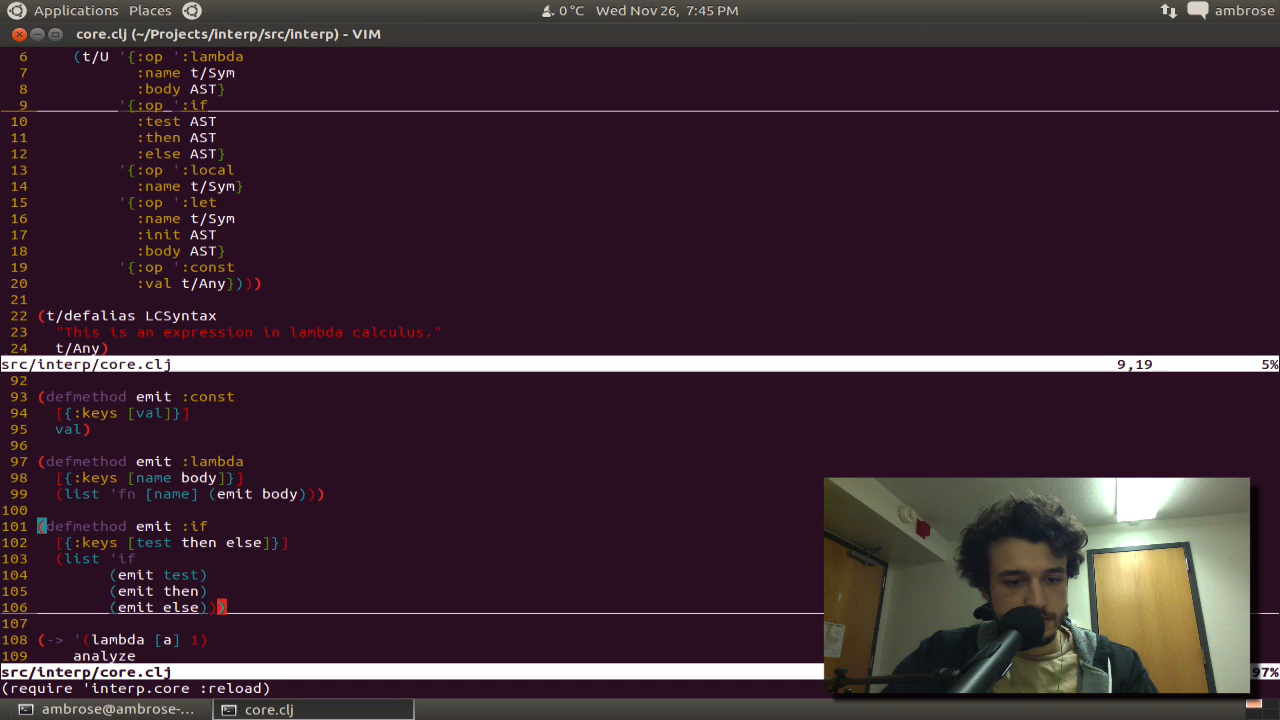 Applications Places 0 °C Wed Nov 26, 7:45 PM ambrose
core.clj (~/Projects/interp/src/interp) - VIM
6     (t/U '{:op ':lambda
7            :name t/Sym
8            :body AST}
9          '{:op ':if
10            :test AST
11            :then AST
12            :else AST}
13          '{:op ':local
14            :name t/Sym}
15          '{:op ':let
16            :name t/Sym
17            :init AST
18            :body AST}
19          '{:op ':const
20            :val t/Any})))
21
22 (t/defalias LCSyntax
23   "This is an expression in lambda calculus."
24   t/Any)
src/interp/core.clj 9,19 5%
92
93 (defmethod emit :const
94   [{:keys [val]}]
95   val)
96
97 (defmethod emit :lambda
98   [{:keys [name body]}]
99   (list 'fn [name] (emit body)))
100
101 (defmethod emit :if
102   [{:keys [test then else]}]
103   (list 'if
104         (emit test)
105         (emit then)
106         (emit else)))
107
108 (-> '(lambda [a] 1)
109     analyze
src/interp/core.clj 97%
(require 'interp.core :reload)
ambrose@ambrose-... core.clj